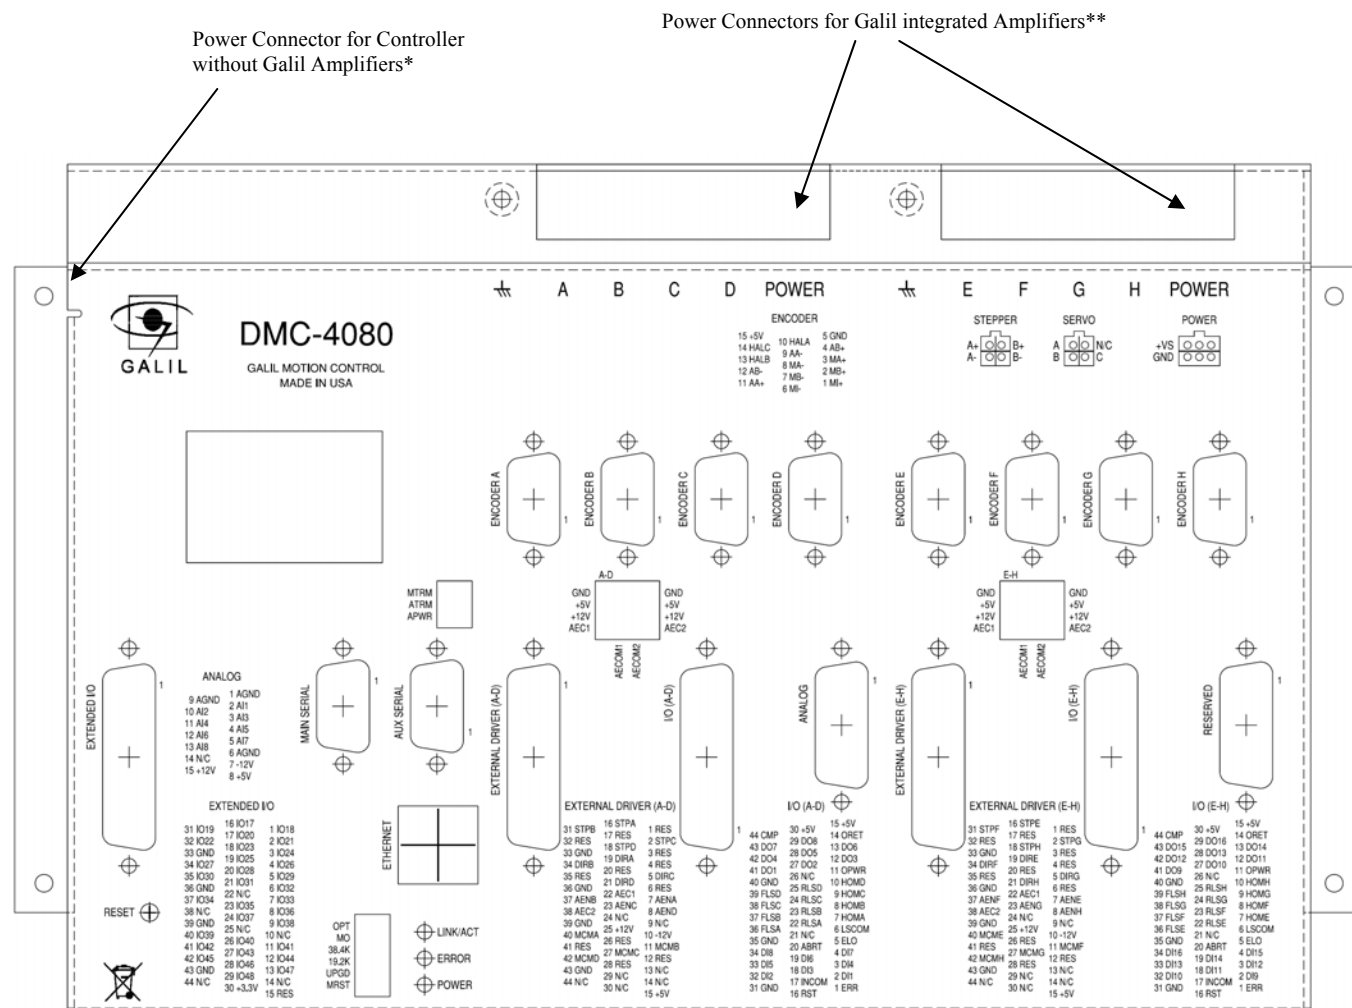 Power Connectors for Galil integrated Amplifiers**
Power Connector for Controller
without Galil Amplifiers*
A B C D POWER
E F G H POWER
GALIL
DMC-4080
GALIL MOTION CONTROL
MADE IN USA
ENCODER
15 +5V
14 HALC
13 HALB
12 AB-
11 AA+
10 HALA
9 AA-
8 MA-
7 MB-
6 MI-
5 GND
4 AB+
3 MA+
2 MB+
1 MI+
STEPPER
A+ B+
A- B-
SERVO
A N/C
B C
POWER
+VS
GND
ENCODER A
1
ENCODER B
1
ENCODER C
1
ENCODER D
1
ENCODER E
1
ENCODER F
1
ENCODER G
1
ENCODER H
1
MTRM
ATRM
APWR
A-D
GND
+5V
+12V
AEC1
GND
+5V
+12V
AEC2
AECOM1
AECOM2
E-H
GND
+5V
+12V
AEC1
GND
+5V
+12V
AEC2
AECOM1
AECOM2
EXTENDED I/O
1
ANALOG
9 AGND
10 AI2
11 AI4
12 AI6
13 AI8
14 N/C
15 +12V
1 AGND
2 AI1
3 AI3
4 AI5
5 AI7
6 AGND
7 -12V
8 +5V
MAIN SERIAL
1
AUX SERIAL
1
EXTERNAL DRIVER (A-D)
1
I/O (A-D)
1
ANALOG
1
EXTERNAL DRIVER (E-H)
1
I/O (E-H)
1
RESERVED
1
EXTENDED I/O
31 IO19
32 IO22
33 GND
34 IO27
35 IO30
36 GND
37 IO34
38 N/C
39 GND
40 IO39
41 IO42
42 IO45
43 GND
44 N/C
16 IO17
17 IO20
18 IO23
19 IO25
20 IO28
21 IO31
22 N/C
23 IO35
24 IO37
25 N/C
26 IO40
27 IO43
28 IO46
29 IO48
30 +3.3V
1 IO18
2 IO21
3 IO24
4 IO26
5 IO29
6 IO32
7 IO33
8 IO36
9 IO38
10 N/C
11 IO41
12 IO44
13 IO47
14 N/C
15 RES
ETHERNET
RESET
OPT
MO
38.4K
19.2K
UPGD
MRST
LINK/ACT
ERROR
POWER
EXTERNAL DRIVER (A-D)
31 STPB
32 RES
33 GND
34 DIRB
35 RES
36 GND
37 AENB
38 AEC2
39 GND
40 MCMA
41 RES
42 MCMD
43 GND
44 N/C
16 STPA
17 RES
18 STPD
19 DIRA
20 RES
21 DIRD
22 AEC1
23 AENC
24 N/C
25 +12V
26 RES
27 MCMC
28 RES
29 N/C
30 N/C
1 RES
2 STPC
3 RES
4 RES
5 DIRC
6 RES
7 AENA
8 AEND
9 N/C
10 -12V
11 MCMB
12 RES
13 N/C
14 N/C
15 +5V
I/O (A-D)
44 CMP
43 DO7
42 DO4
41 DO1
40 GND
39 FLSD
38 FLSC
37 FLSB
36 FLSA
35 GND
34 DI8
33 DI5
32 DI2
31 GND
30 +5V
29 DO8
28 DO5
27 DO2
26 N/C
25 RLSD
24 RLSC
23 RLSB
22 RLSA
21 N/C
20 ABRT
19 DI6
18 DI3
17 INCOM
16 RST
15 +5V
14 ORET
13 DO6
12 DO3
11 OPWR
10 HOMD
9 HOMC
8 HOMB
7 HOMA
6 LSCOM
5 ELO
4 DI7
3 DI4
2 DI1
1 ERR
EXTERNAL DRIVER (E-H)
31 STPF
32 RES
33 GND
34 DIRF
35 RES
36 GND
37 AENF
38 AEC2
39 GND
40 MCME
41 RES
42 MCMH
43 GND
44 N/C
16 STPE
17 RES
18 STPH
19 DIRE
20 RES
21 DIRH
22 AEC1
23 AENG
24 N/C
25 +12V
26 RES
27 MCMG
28 RES
29 N/C
30 N/C
1 RES
2 STPG
3 RES
4 RES
5 DIRG
6 RES
7 AENE
8 AENH
9 N/C
10 -12V
11 MCMF
12 RES
13 N/C
14 N/C
15 +5V
I/O (E-H)
44 CMP
43 DO15
42 DO12
41 DO9
40 GND
39 FLSH
38 FLSG
37 FLSF
36 FLSE
35 GND
34 DI16
33 DI13
32 DI10
31 GND
30 +5V
29 DO16
28 DO13
27 DO10
26 N/C
25 RLSH
24 RLSG
23 RLSF
22 RLSE
21 N/C
20 ABRT
19 DI14
18 DI11
17 INCOM
16 RST
15 +5V
14 ORET
13 DO14
12 DO11
11 OPWR
10 HOMH
9 HOMG
8 HOMF
7 HOME
6 LSCOM
5 ELO
4 DI15
3 DI12
2 DI9
1 ERR